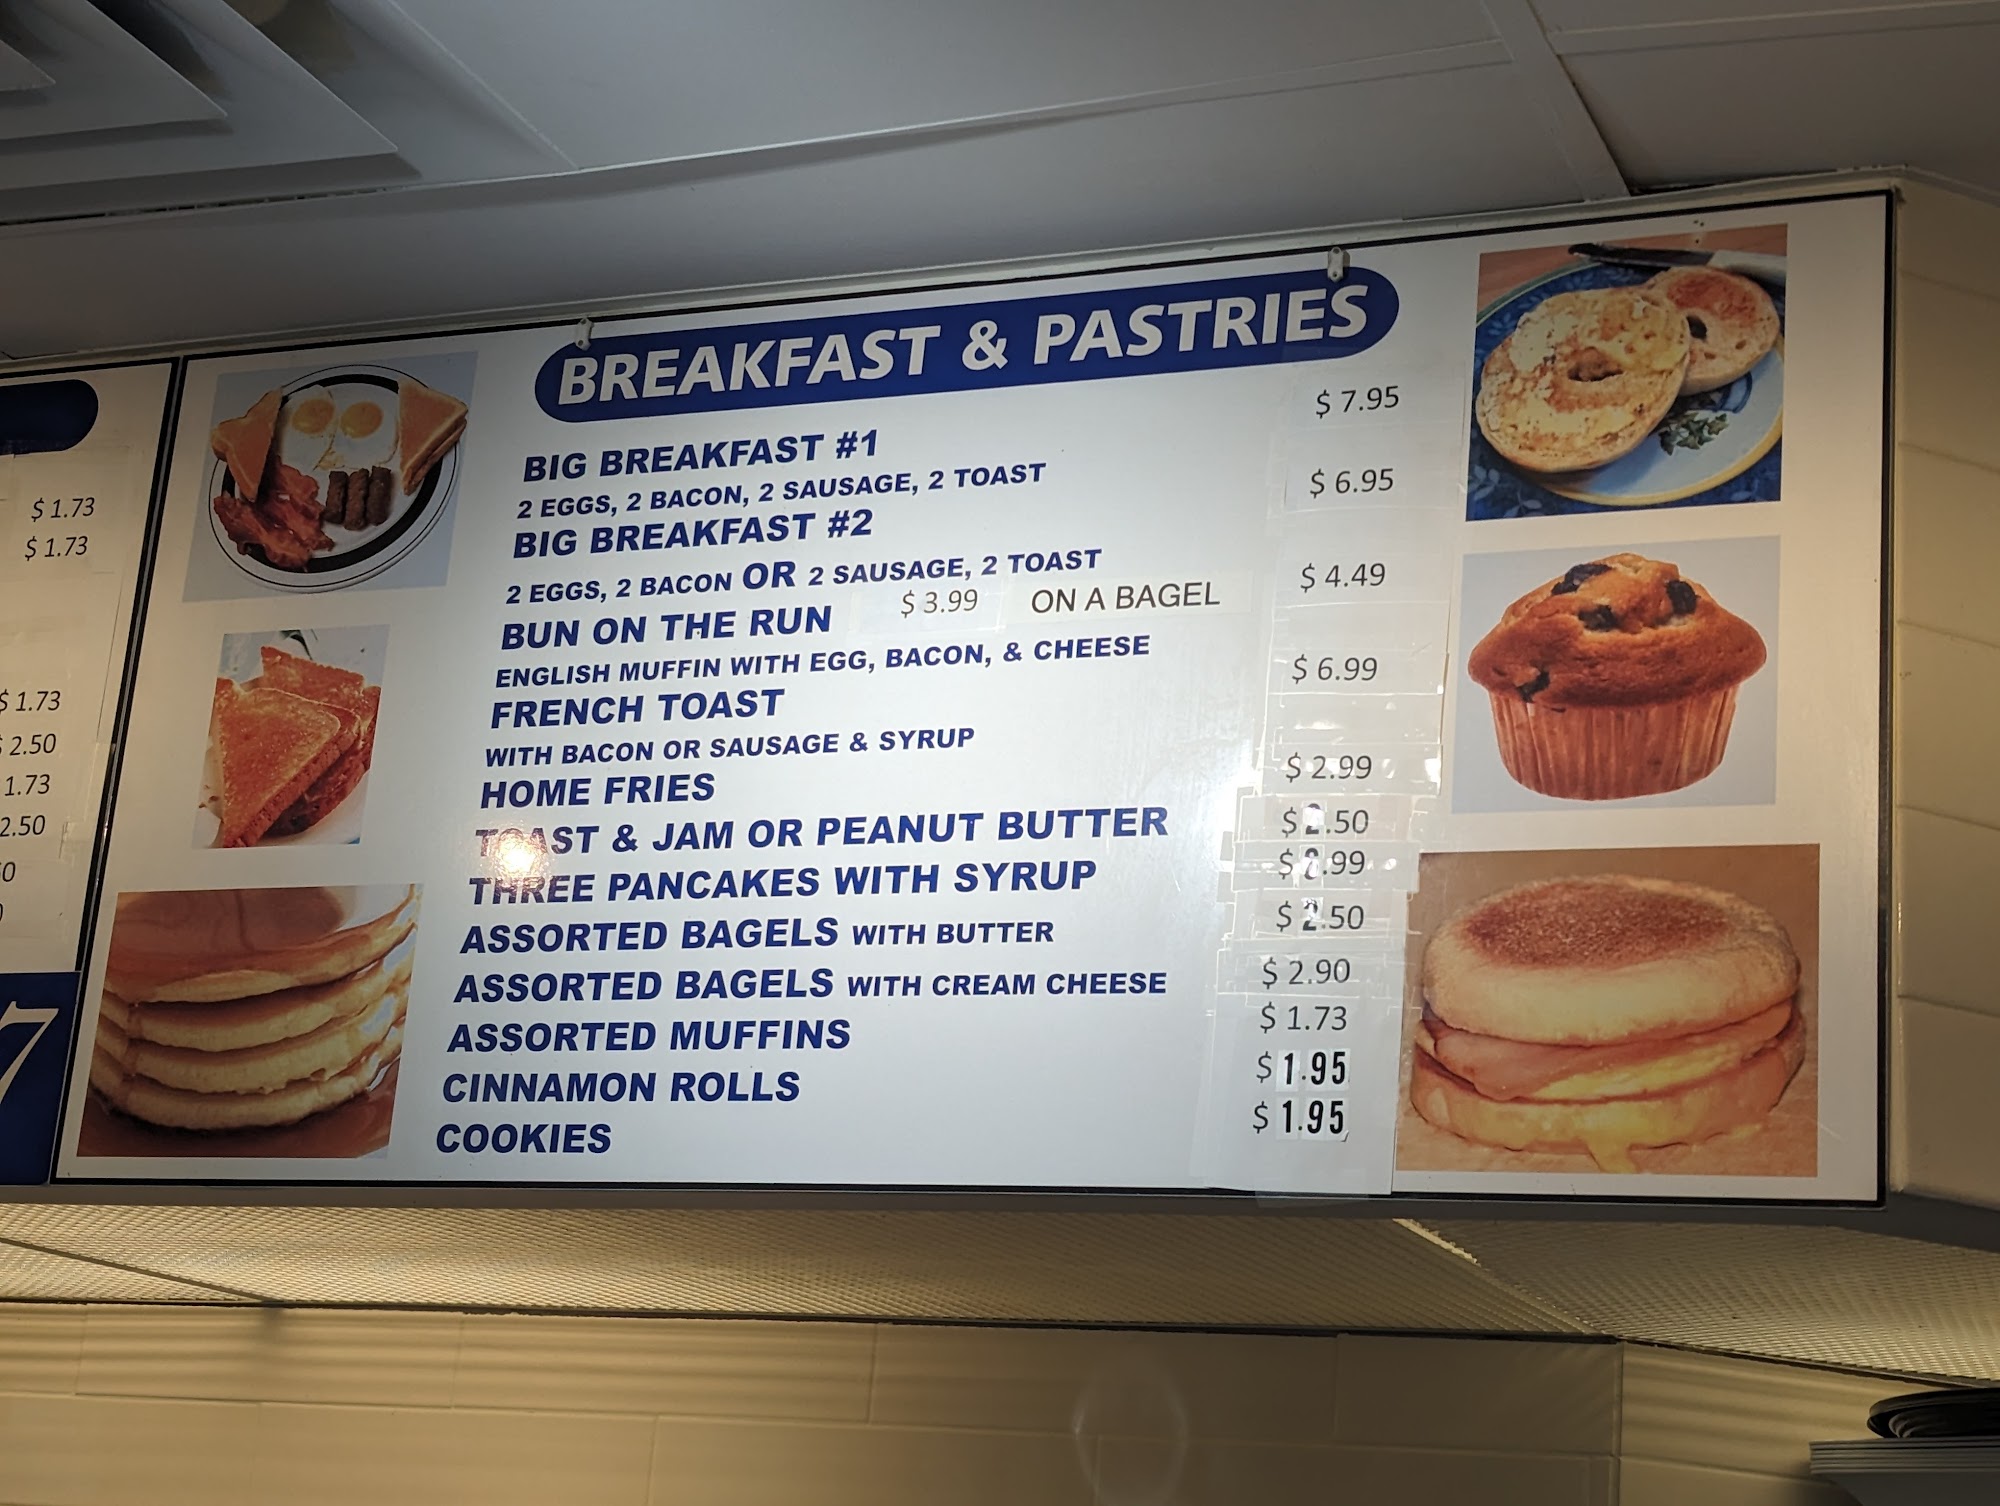 BREAKFAST & PASTRIES
BIG BREAKFAST #1 $ 7.95
2 EGGS, 2 BACON, 2 SAUSAGE, 2 TOAST
BIG BREAKFAST #2 $ 6.95
2 EGGS, 2 BACON OR 2 SAUSAGE, 2 TOAST
BUN ON THE RUN $ 3.99 ON A BAGEL $ 4.49
ENGLISH MUFFIN WITH EGG, BACON, & CHEESE
FRENCH TOAST $ 6.99
WITH BACON OR SAUSAGE & SYRUP
HOME FRIES $ 2.99
TOAST & JAM OR PEANUT BUTTER $ 2.50
THREE PANCAKES WITH SYRUP
ASSORTED BAGELS WITH BUTTER $ 2.50
ASSORTED BAGELS WITH CREAM CHEESE $ 2.90
ASSORTED MUFFINS $ 1.73
CINNAMON ROLLS $ 1.95
COOKIES $ 1.95
$ 1.73
$ 1.73
$ 1.73
$ 2.50
1.73
2.50
7